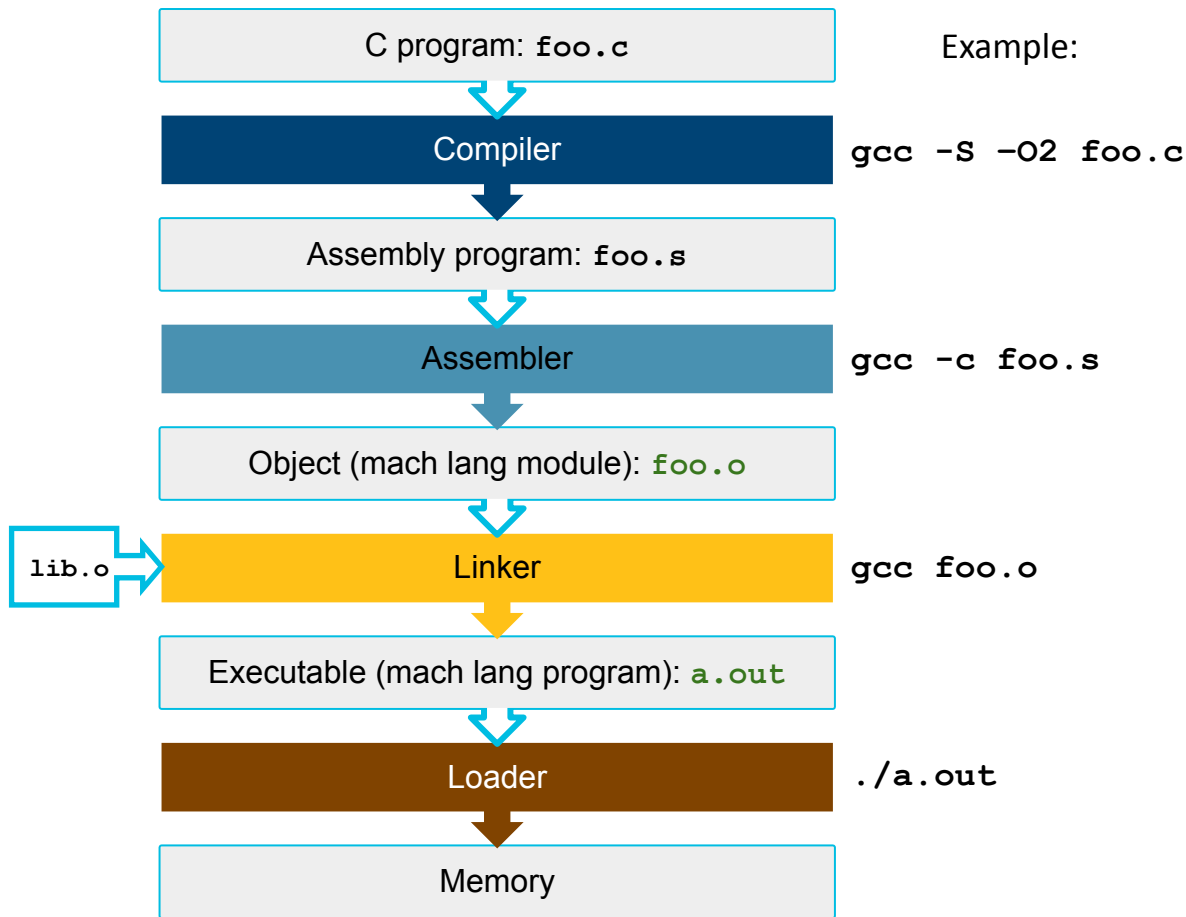 C program: foo.c
Example:
Compiler
gcc -S –O2 foo.c
Assembly program: foo.s
Assembler
gcc -c foo.s
Object (mach lang module): foo.o
lib.o
Linker
gcc foo.o
Executable (mach lang program): a.out
Loader
./a.out
Memory